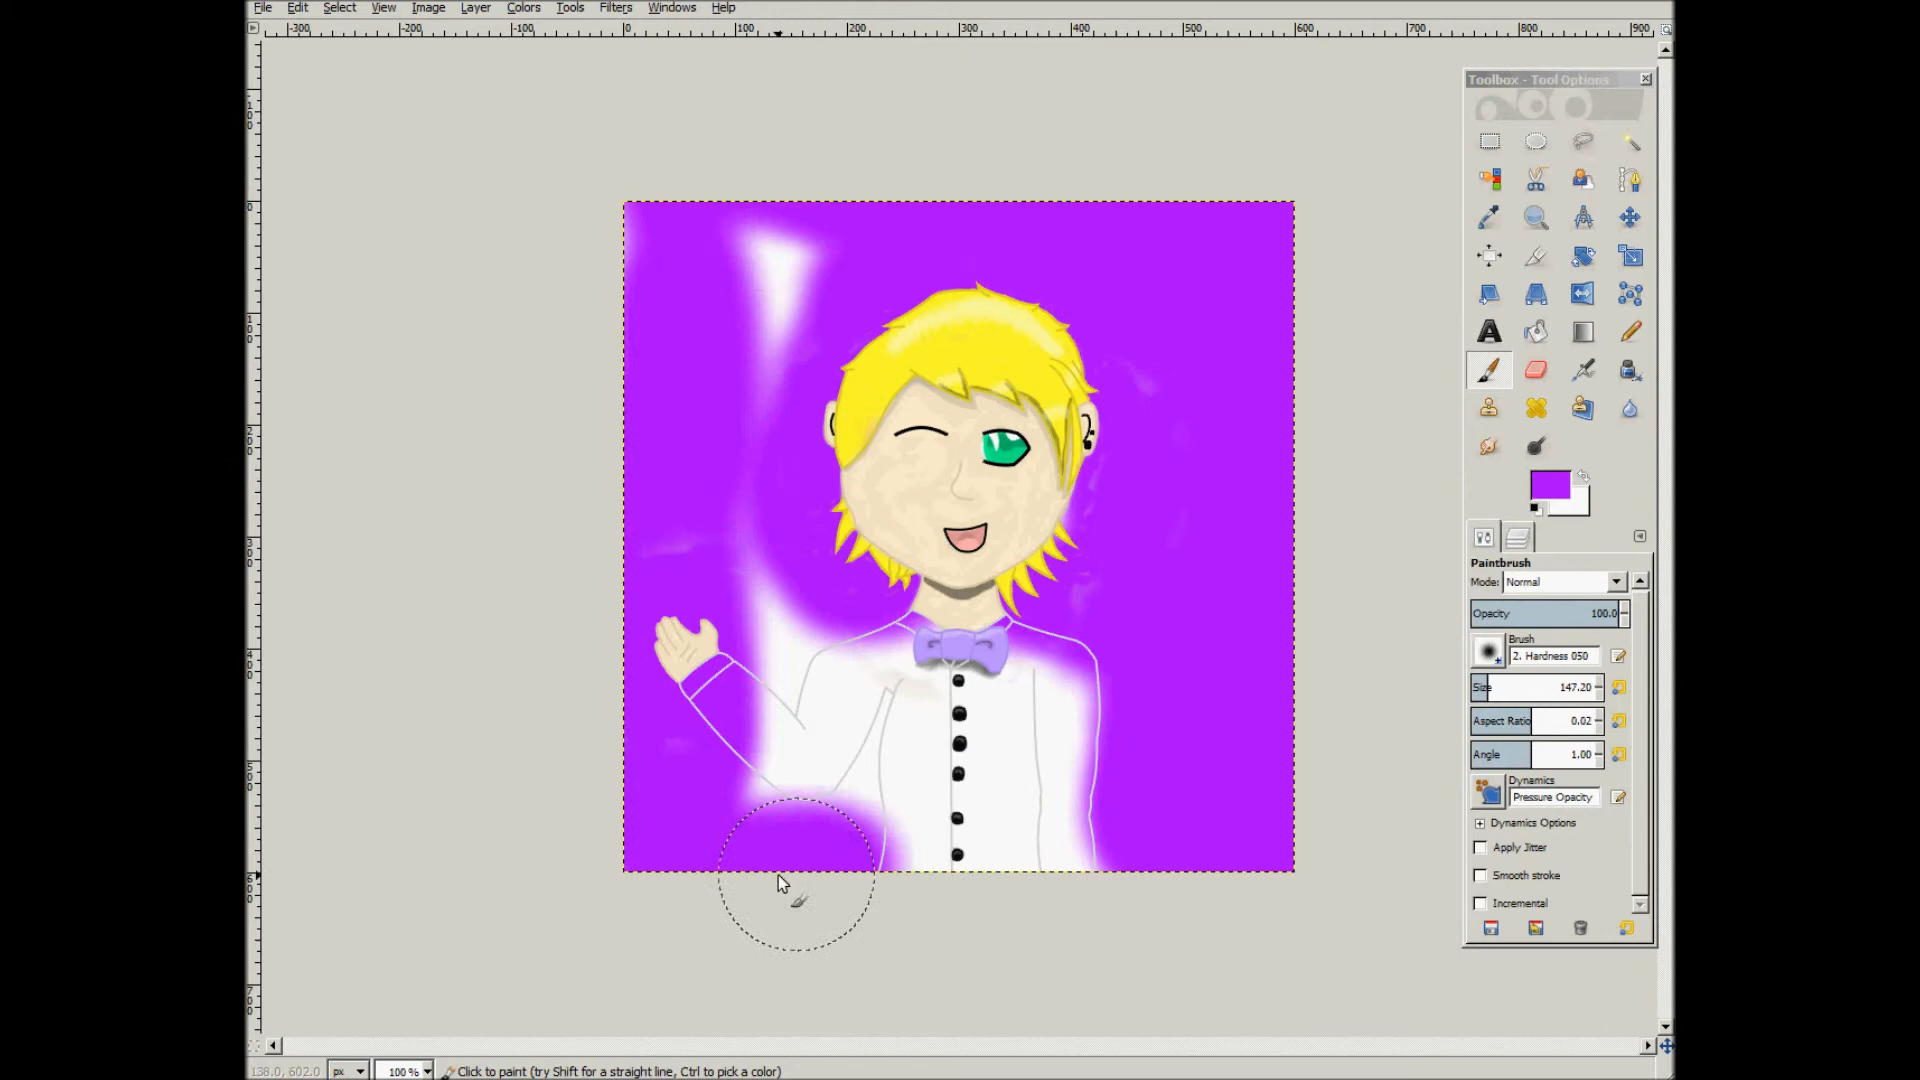 File Edit Select View Image Layer Colors Tools Filters Windows Help
-300 -200 -100 0 100 200 300 400 500 600 700 800 900
Toolbox - Tool Options
Paintbrush
Mode: Normal
Opacity 100.0
Brush
2. Hardness 050
Size 147.20
Aspect Ratio 0.02
Angle 1.00
Dynamics
Pressure Opacity
Dynamics Options
Apply Jitter
Smooth stroke
Incremental
138.0, 602.0 px 100 % Click to paint (try Shift for a straight line, Ctrl to pick a color)